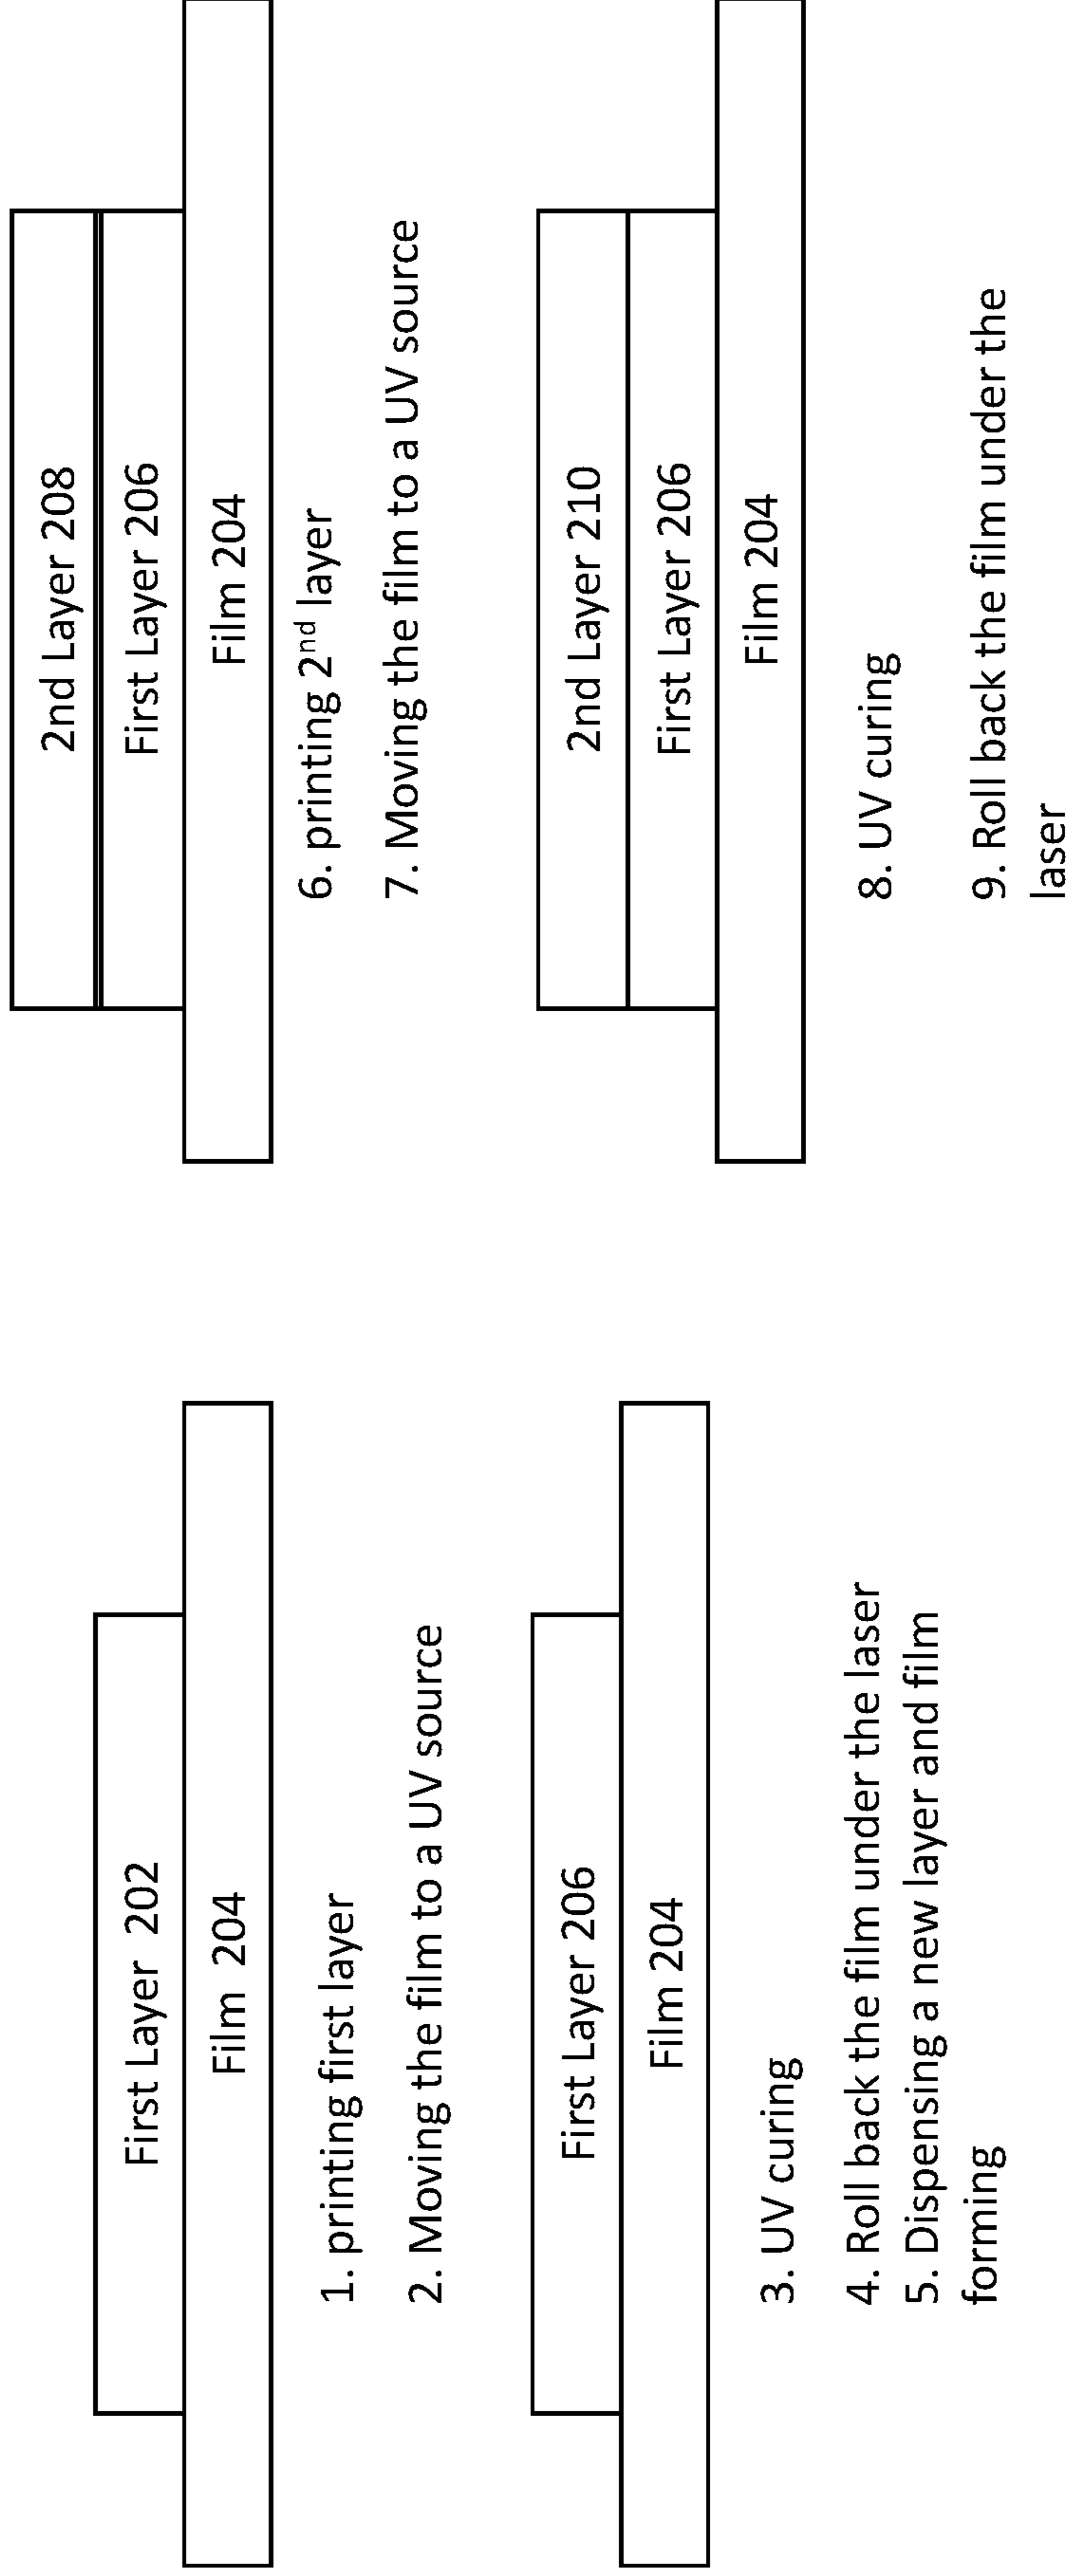 First Layer 202
Film 204
1. printing first layer
2. Moving the film to a UV source
First Layer 206
Film 204
3. UV curing
4. Roll back the film under the laser
5. Dispensing a new layer and film
forming
2nd Layer 208
First Layer 206
Film 204
6. printing 2nd layer
7. Moving the film to a UV source
2nd Layer 210
First Layer 206
Film 204
8. UV curing
9. Roll back the film under the
laser